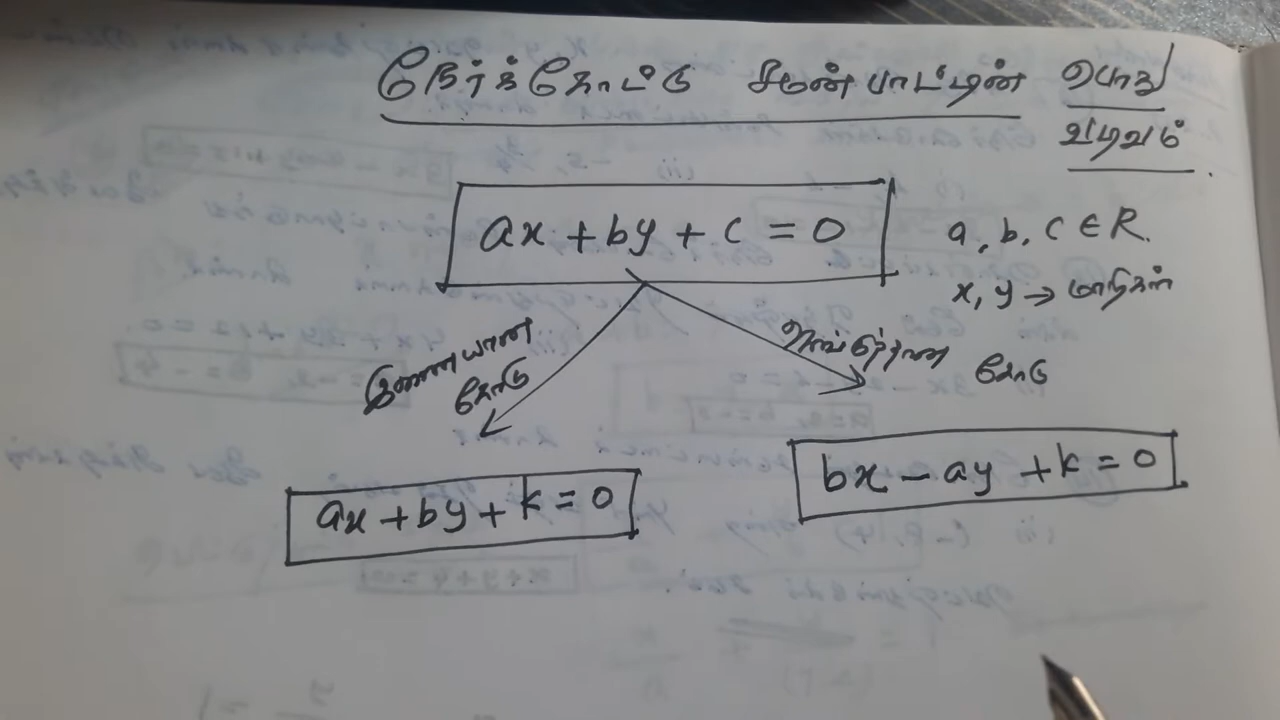 நேர்க்கோட்டு சமன்பாட்டின் பொது
வடிவம்.
ax + by + c = 0
a, b, c ∈ R.
x, y → மாறிகள்
இணையான
கோடு
செங்குத்தான
கோடு
ax + by + k = 0
bx - ay + k = 0